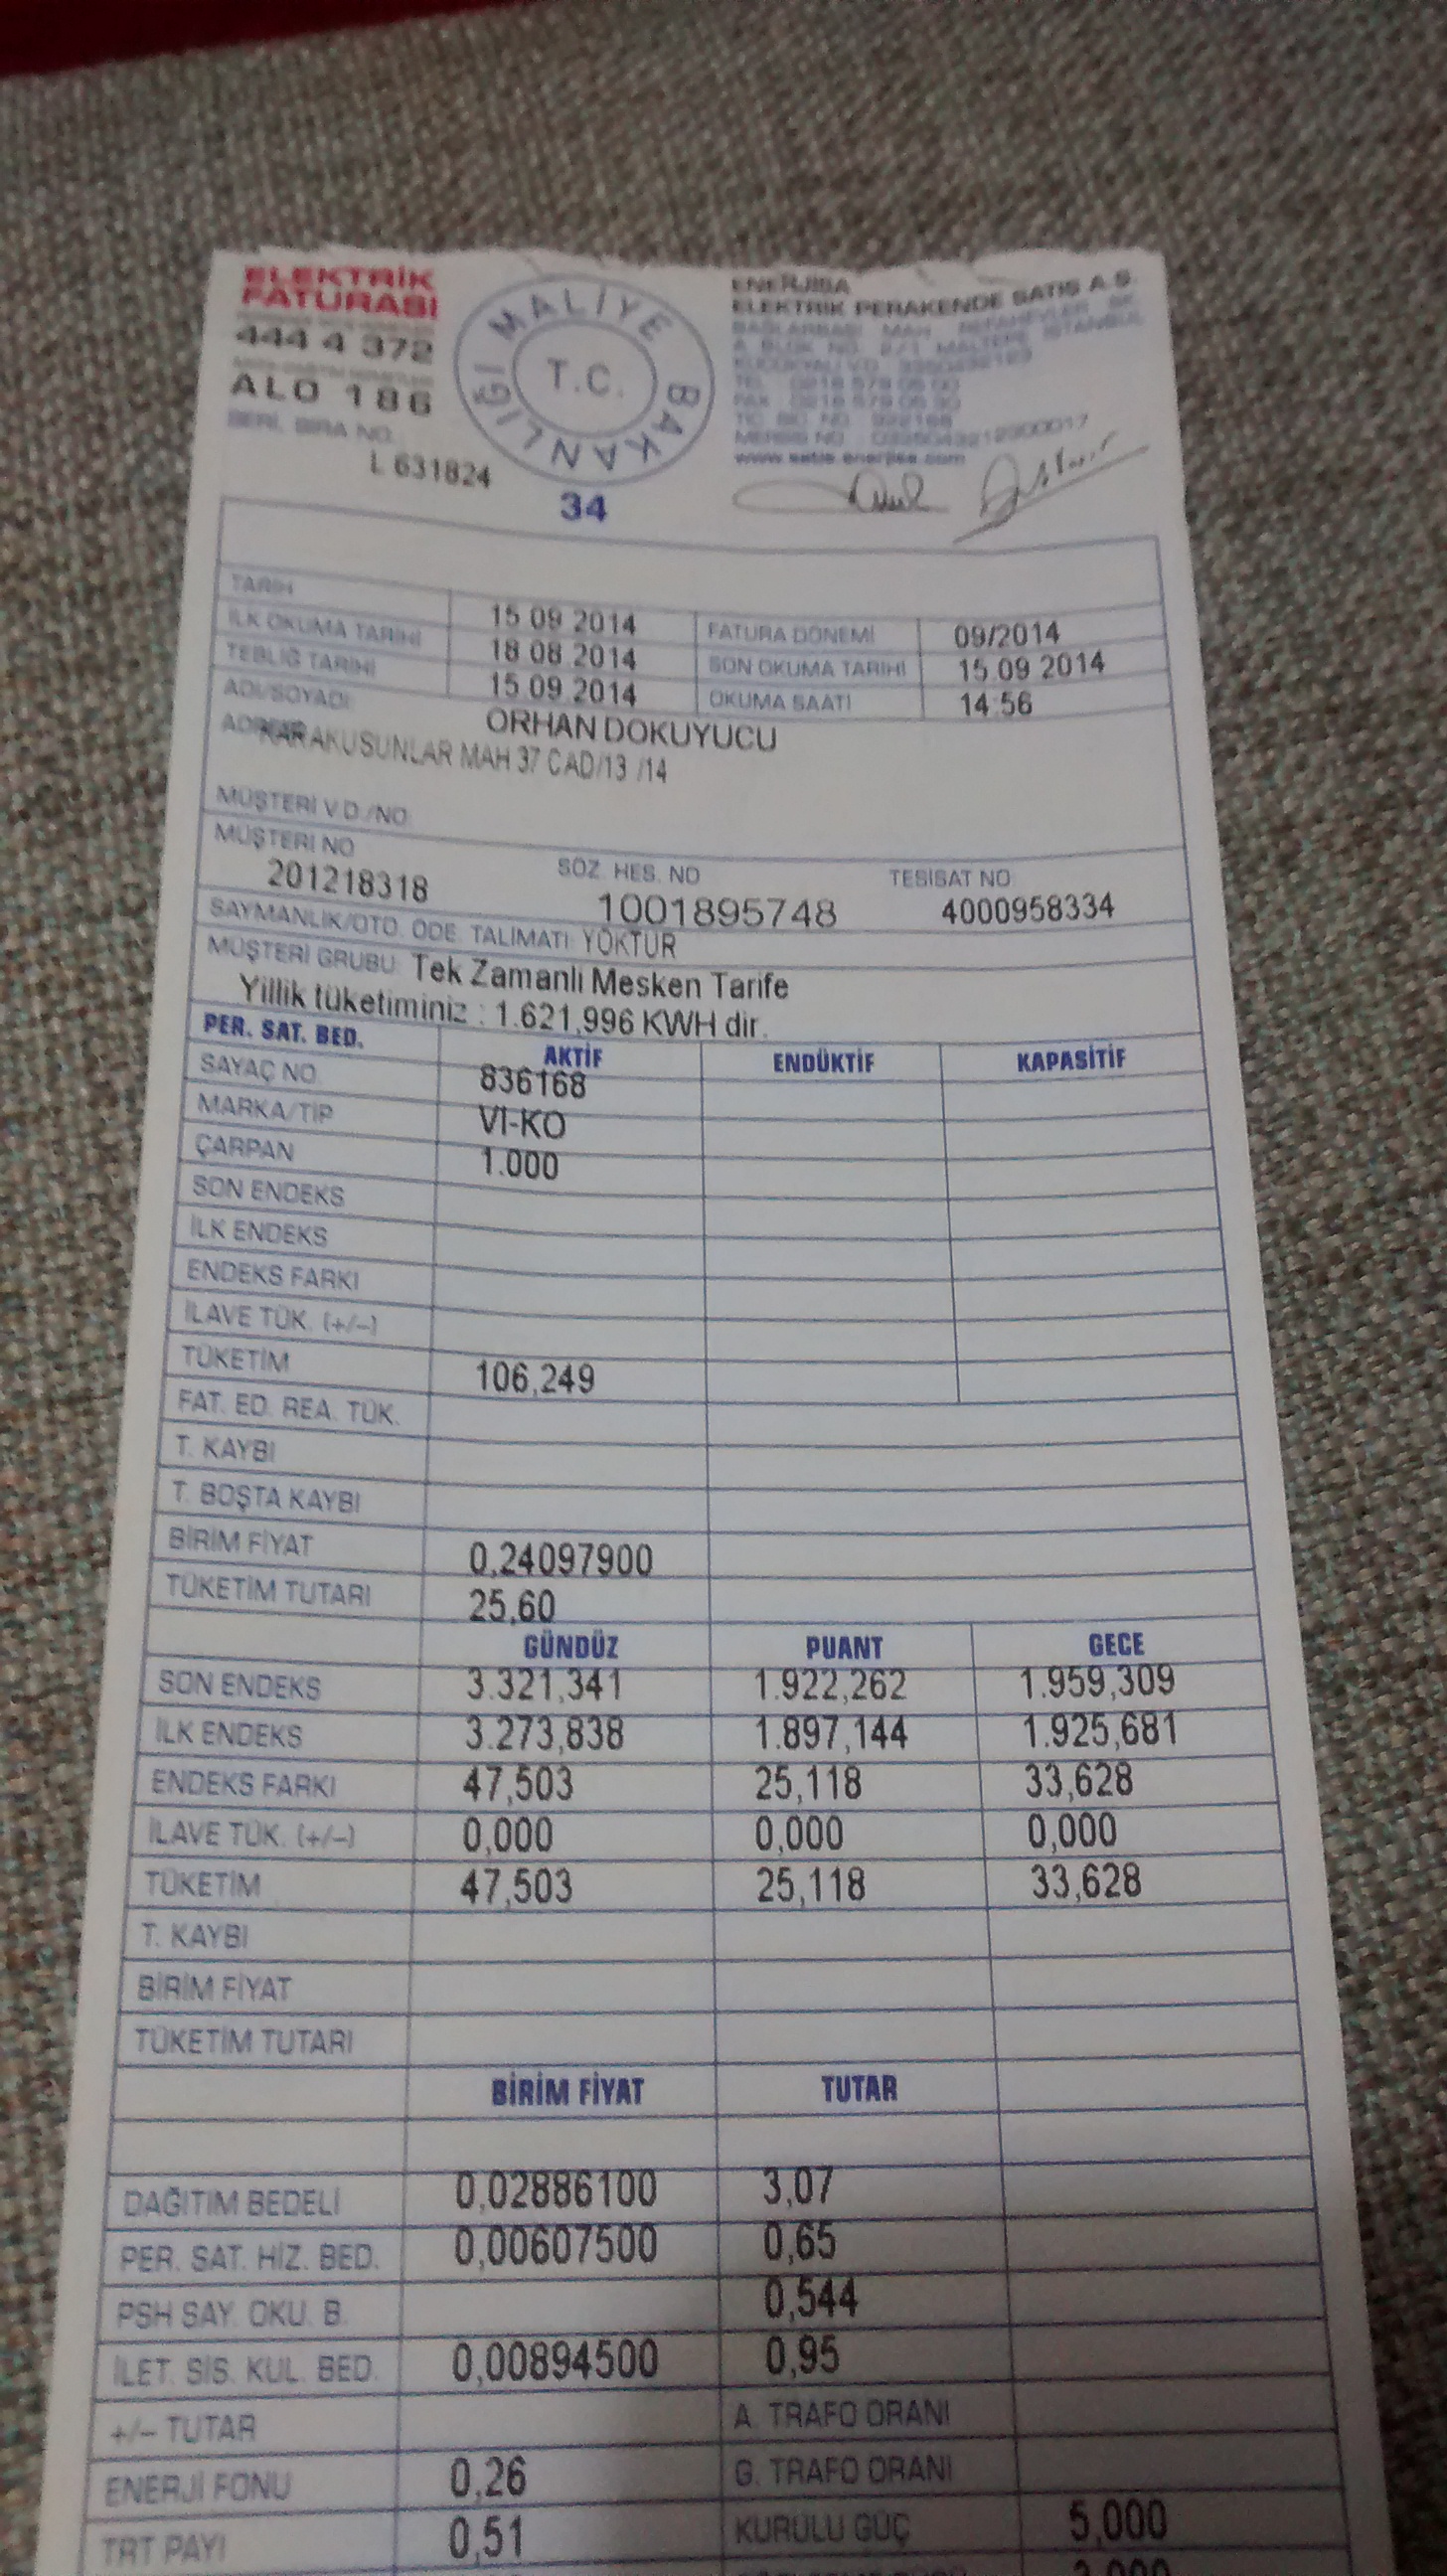 ELEKTRİK
FATURASI
444 4 372
ALO 186
SERİ, SIRA NO.
L 631824
T.C. MALİYE BAKANLIĞI
34
ENERJİSA
ELEKTRİK PERAKENDE SATIŞ A.Ş.
BAĞLARBAŞI MAH. REFAHEVLER SK.
A BLOK NO: 2/1 MALTEPE İSTANBUL
www.satis.enerjisa.com
TARİH 15 09 2014 FATURA DÖNEMİ 09/2014
İLK OKUMA TARİHİ 18 08 2014 SON OKUMA TARİHİ 15.09 2014
TEBLİĞ TARİHİ 15.09.2014 OKUMA SAATİ 14:56
ADI/SOYADI ORHAN DOKUYUCU
KARAKUSUNLAR MAH 37 CAD/13 /14
MÜŞTERİ V.D./NO
MÜŞTERİ NO SÖZ. HES. NO TESİSAT NO
201218318 1001895748 4000958334
SAYMANLIK/OTO. ÖDE. TALİMATI: YOKTUR
MÜŞTERİ GRUBU: Tek Zamanlı Mesken Tarife
Yillik tüketiminiz : 1.621,996 KWH dir.
PER. SAT. BED. AKTİF ENDÜKTİF KAPASİTİF
SAYAÇ NO 836168
MARKA/TİP VI-KO
ÇARPAN 1.000
SON ENDEKS
İLK ENDEKS
ENDEKS FARKI
İLAVE TÜK. (+/–)
TÜKETİM 106,249
FAT. ED. REA. TÜK.
T. KAYBI
T. BOŞTA KAYBI
BİRİM FİYAT 0,24097900
TÜKETİM TUTARI 25,60
GÜNDÜZ PUANT GECE
SON ENDEKS 3.321,341 1.922,262 1.959,309
İLK ENDEKS 3.273,838 1.897,144 1.925,681
ENDEKS FARKI 47,503 25,118 33,628
İLAVE TÜK. (+/–) 0,000 0,000 0,000
TÜKETİM 47,503 25,118 33,628
T. KAYBI
BİRİM FİYAT
TÜKETİM TUTARI
BİRİM FİYAT TUTAR
DAĞITIM BEDELİ 0,02886100 3,07
PER. SAT. HİZ. BED. 0,00607500 0,65
PSH SAY. OKU. B. 0,544
İLET. SİS. KUL. BED. 0,00894500 0,95
+/– TUTAR A. TRAFO ORANI
ENERJİ FONU 0,26 G. TRAFO ORANI
TRT PAYI 0,51 KURULU GÜÇ 5,000